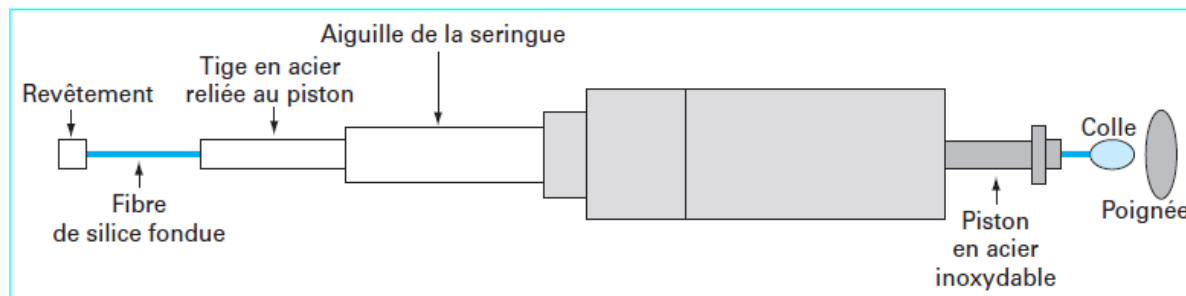 Aiguille de la seringue
Tige en acier
reliée au piston
Revêtement
Colle
Fibre
de silice fondue
Piston
en acier
inoxydable
Poignée